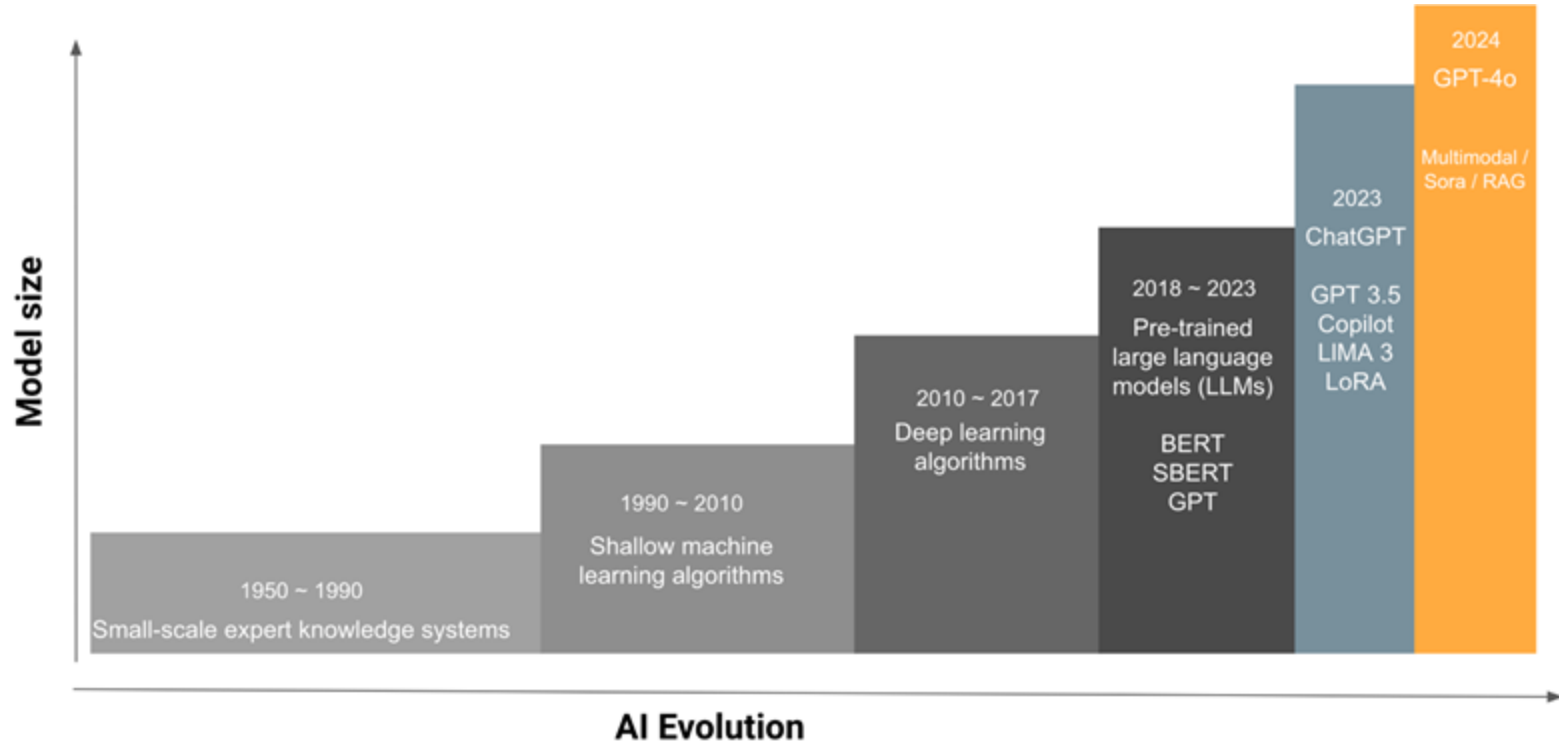 Model size
1950 ~ 1990
Small-scale expert knowledge systems
1990 ~ 2010
Shallow machine
learning algorithms
2010 ~ 2017
Deep learning
algorithms
2018 ~ 2023
Pre-trained
large language
models (LLMs)
BERT
SBERT
GPT
2023
ChatGPT
GPT 3.5
Copilot
LIMA 3
LoRA
2024
GPT-4o
Multimodal /
Sora / RAG
AI Evolution